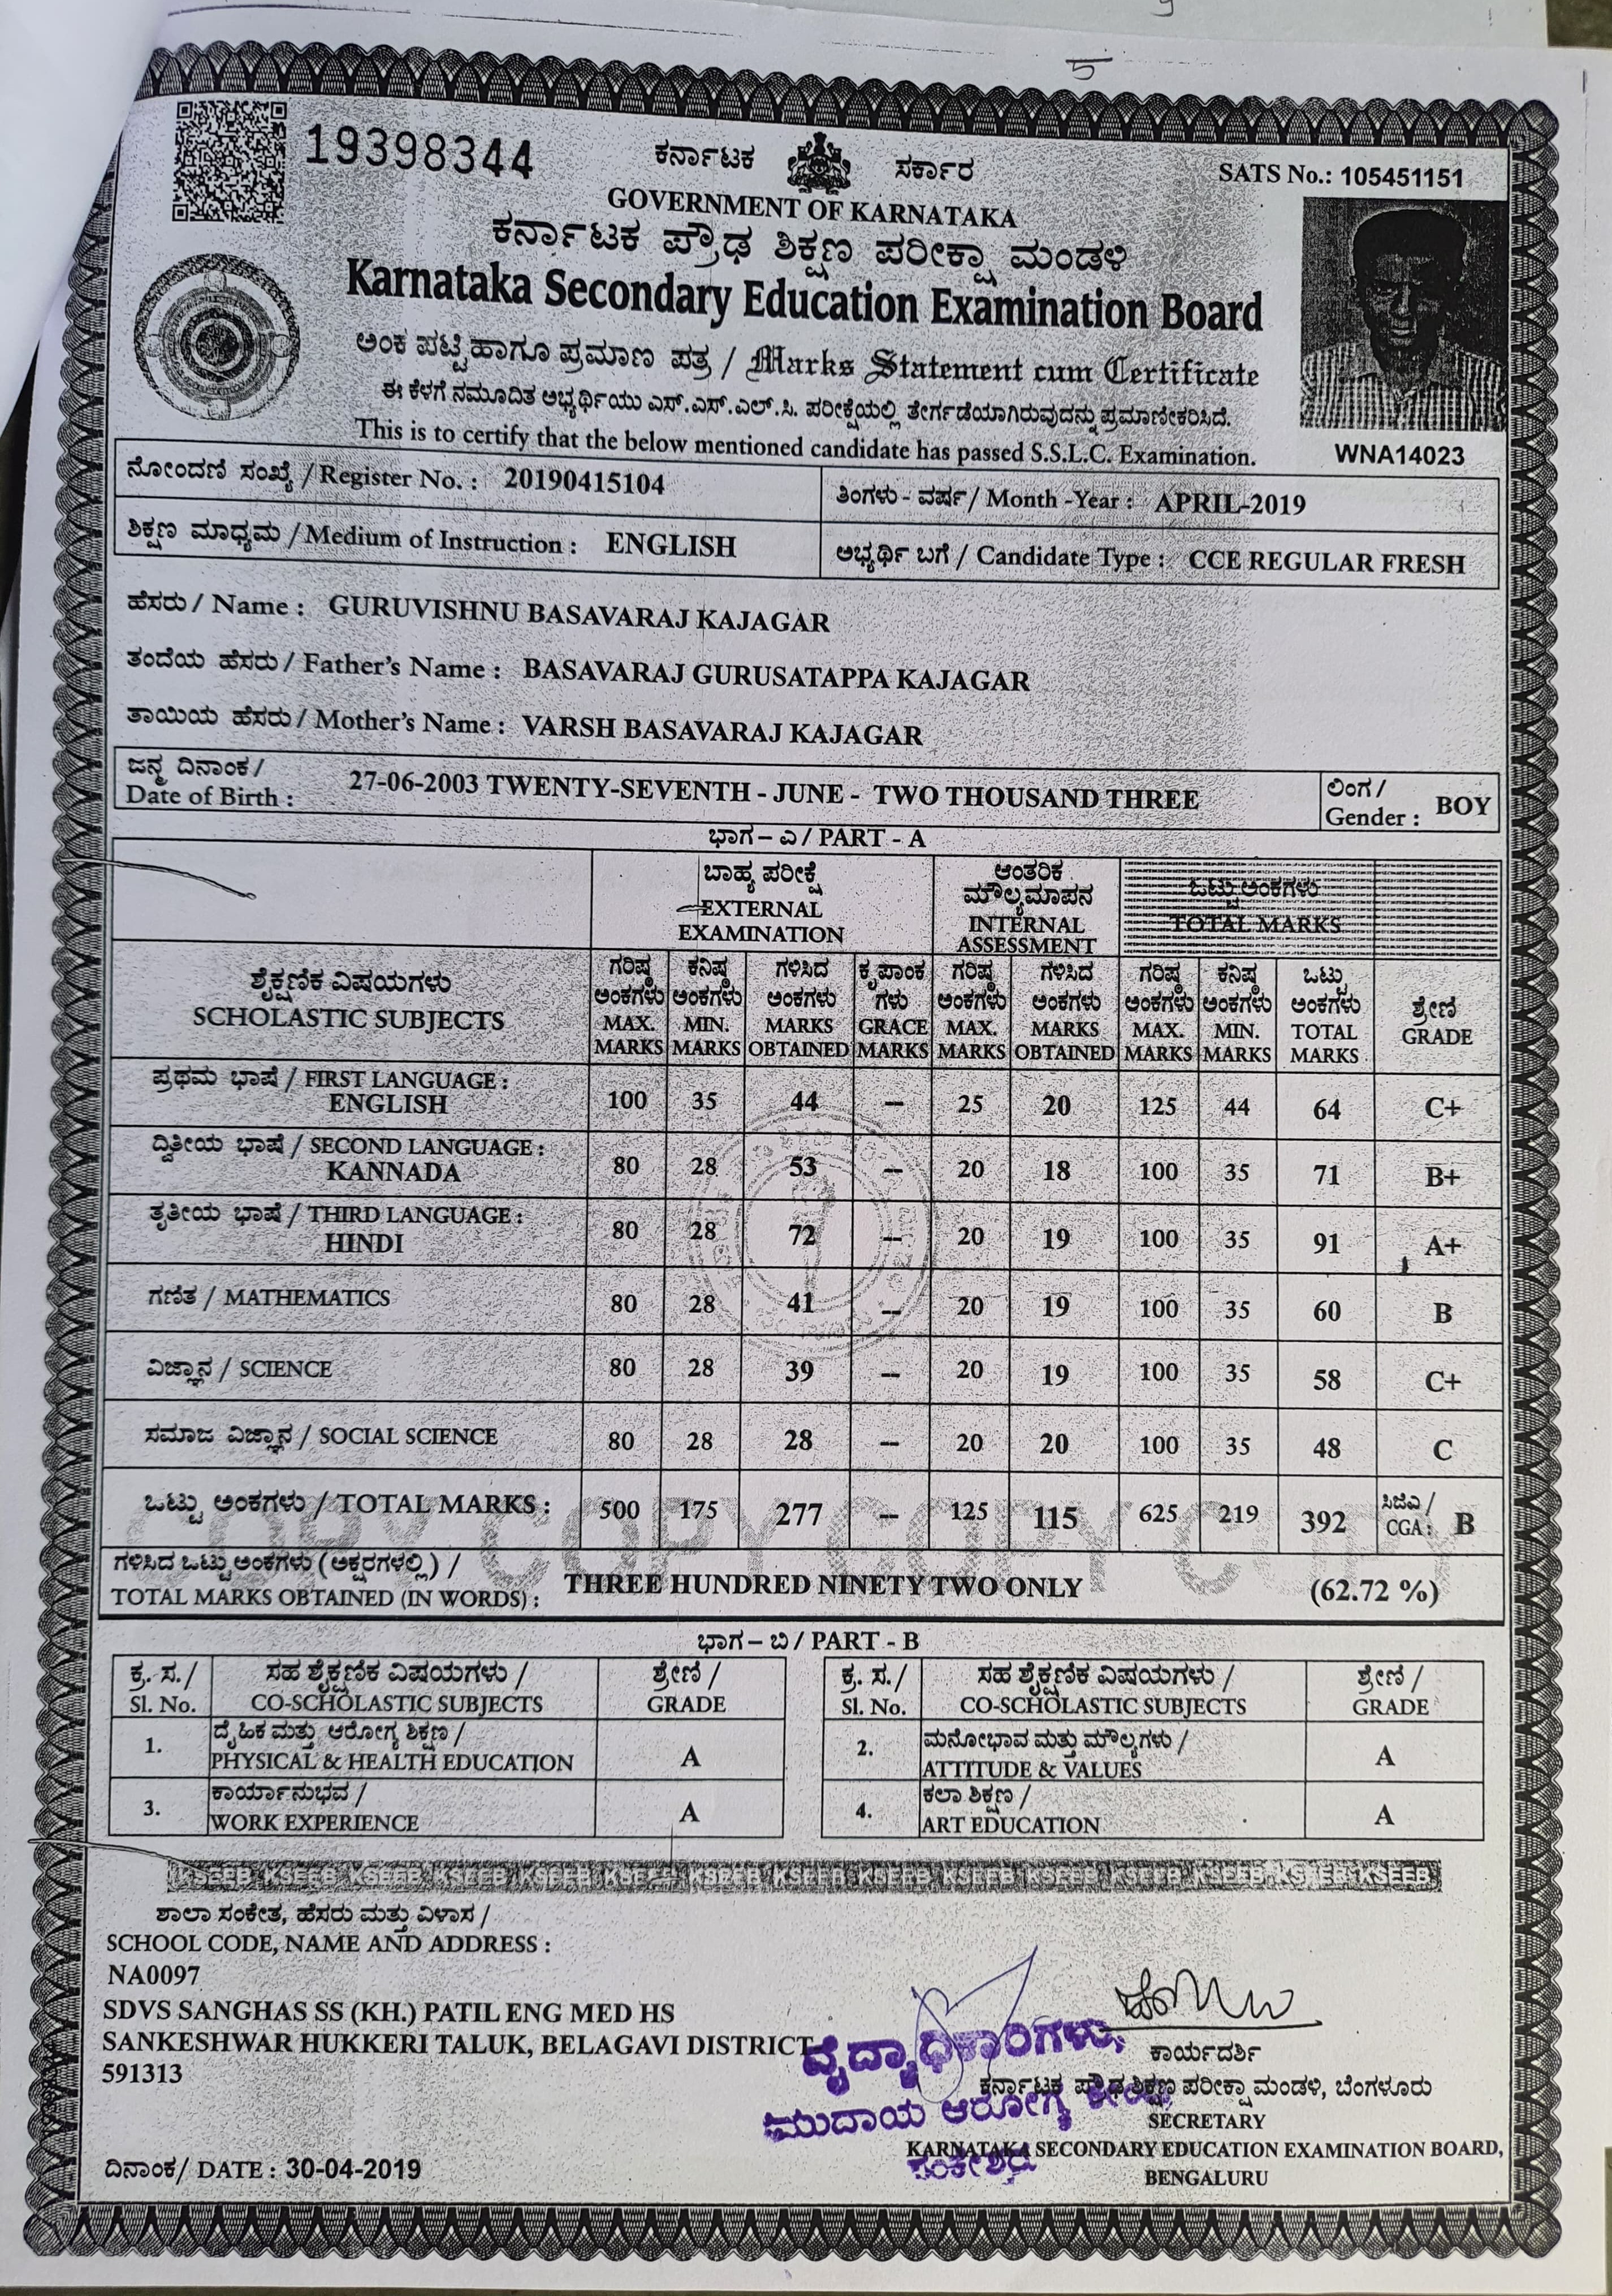 19398344
ಕರ್ನಾಟಕ ಸರ್ಕಾರ
SATS No.: 105451151
GOVERNMENT OF KARNATAKA
ಕರ್ನಾಟಕ ಪ್ರೌಢ ಶಿಕ್ಷಣ ಪರೀಕ್ಷಾ ಮಂಡಳಿ
Karnataka Secondary Education Examination Board
ಅಂಕ ಪಟ್ಟಿ ಹಾಗೂ ಪ್ರಮಾಣ ಪತ್ರ / Marks Statement cum Certificate
ಈ ಕೆಳಗೆ ನಮೂದಿತ ಅಭ್ಯರ್ಥಿಯು ಎಸ್.ಎಸ್.ಎಲ್.ಸಿ. ಪರೀಕ್ಷೆಯಲ್ಲಿ ತೇರ್ಗಡೆಯಾಗಿರುವುದನ್ನು ಪ್ರಮಾಣೀಕರಿಸಿದೆ.
This is to certify that the below mentioned candidate has passed S.S.L.C. Examination.
WNA14023
ನೋಂದಣಿ ಸಂಖ್ಯೆ / Register No. : 20190415104
ತಿಂಗಳು - ವರ್ಷ / Month -Year : APRIL-2019
ಶಿಕ್ಷಣ ಮಾಧ್ಯಮ / Medium of Instruction : ENGLISH
ಅಭ್ಯರ್ಥಿ ಬಗೆ / Candidate Type : CCE REGULAR FRESH
ಹೆಸರು / Name : GURUVISHNU BASAVARAJ KAJAGAR
ತಂದೆಯ ಹೆಸರು / Father's Name : BASAVARAJ GURUSATAPPA KAJAGAR
ತಾಯಿಯ ಹೆಸರು / Mother's Name : VARSH BASAVARAJ KAJAGAR
ಜನ್ಮ ದಿನಾಂಕ /
Date of Birth : 27-06-2003 TWENTY-SEVENTH - JUNE - TWO THOUSAND THREE
ಲಿಂಗ /
Gender : BOY
ಭಾಗ – ಎ / PART - A
ಬಾಹ್ಯ ಪರೀಕ್ಷೆ
EXTERNAL
EXAMINATION
ಆಂತರಿಕ
ಮೌಲ್ಯಮಾಪನ
INTERNAL
ASSESSMENT
ಒಟ್ಟು ಅಂಕಗಳು
TOTAL MARKS
ಶೈಕ್ಷಣಿಕ ವಿಷಯಗಳು
SCHOLASTIC SUBJECTS
ಗರಿಷ್ಠ ಅಂಕಗಳು MAX. MARKS
ಕನಿಷ್ಠ ಅಂಕಗಳು MIN. MARKS
ಗಳಿಸಿದ ಅಂಕಗಳು MARKS OBTAINED
ಕೃಪಾಂಕ ಗಳು GRACE MARKS
ಗರಿಷ್ಠ ಅಂಕಗಳು MAX. MARKS
ಗಳಿಸಿದ ಅಂಕಗಳು MARKS OBTAINED
ಗರಿಷ್ಠ ಅಂಕಗಳು MAX. MARKS
ಕನಿಷ್ಠ ಅಂಕಗಳು MIN. MARKS
ಒಟ್ಟು ಅಂಕಗಳು TOTAL MARKS
ಶ್ರೇಣಿ GRADE
ಪ್ರಥಮ ಭಾಷೆ / FIRST LANGUAGE :
ENGLISH 100 35 44 -- 25 20 125 44 64 C+
ದ್ವಿತೀಯ ಭಾಷೆ / SECOND LANGUAGE :
KANNADA 80 28 53 -- 20 18 100 35 71 B+
ತೃತೀಯ ಭಾಷೆ / THIRD LANGUAGE :
HINDI 80 28 72 -- 20 19 100 35 91 A+
ಗಣಿತ / MATHEMATICS 80 28 41 -- 20 19 100 35 60 B
ವಿಜ್ಞಾನ / SCIENCE 80 28 39 -- 20 19 100 35 58 C+
ಸಮಾಜ ವಿಜ್ಞಾನ / SOCIAL SCIENCE 80 28 28 -- 20 20 100 35 48 C
ಒಟ್ಟು ಅಂಕಗಳು / TOTAL MARKS : 500 175 277 -- 125 115 625 219 392 ಸಿಜಿಎ / CGA : B
COPY COPY COPY COPY
ಗಳಿಸಿದ ಒಟ್ಟು ಅಂಕಗಳು (ಅಕ್ಷರಗಳಲ್ಲಿ) /
TOTAL MARKS OBTAINED (IN WORDS) : THREE HUNDRED NINETY TWO ONLY (62.72 %)
ಭಾಗ – ಬಿ / PART - B
ಕ್ರ. ಸ. / ಸಹ ಶೈಕ್ಷಣಿಕ ವಿಷಯಗಳು / ಶ್ರೇಣಿ / ಕ್ರ. ಸ. / ಸಹ ಶೈಕ್ಷಣಿಕ ವಿಷಯಗಳು / ಶ್ರೇಣಿ /
Sl. No. CO-SCHOLASTIC SUBJECTS GRADE Sl. No. CO-SCHOLASTIC SUBJECTS GRADE
1. ದೈಹಿಕ ಮತ್ತು ಆರೋಗ್ಯ ಶಿಕ್ಷಣ /
PHYSICAL & HEALTH EDUCATION A
2. ಮನೋಭಾವ ಮತ್ತು ಮೌಲ್ಯಗಳು /
ATTITUDE & VALUES A
3. ಕಾರ್ಯಾನುಭವ /
WORK EXPERIENCE A
4. ಕಲಾ ಶಿಕ್ಷಣ /
ART EDUCATION A
KSEEB KSEEB KSEEB KSEEB KSEEB KSEEB KSEEB KSEEB KSEEB KSEEB KSEEB KSEEB KSEEB KSEEB KSEEB
ಶಾಲಾ ಸಂಕೇತ, ಹೆಸರು ಮತ್ತು ವಿಳಾಸ /
SCHOOL CODE, NAME AND ADDRESS :
NA0097
SDVS SANGHAS SS (KH.) PATIL ENG MED HS
SANKESHWAR HUKKERI TALUK, BELAGAVI DISTRICT
591313
ವೈದ್ಯಾಧಿಕಾರಿಗಳು,
ಸಮುದಾಯ ಆರೋಗ್ಯ ಕೇಂದ್ರ
ಸಂಕೇಶ್ವರ
ಕಾರ್ಯದರ್ಶಿ
ಕರ್ನಾಟಕ ಪ್ರೌಢ ಶಿಕ್ಷಣ ಪರೀಕ್ಷಾ ಮಂಡಳಿ, ಬೆಂಗಳೂರು
SECRETARY
KARNATAKA SECONDARY EDUCATION EXAMINATION BOARD,
BENGALURU
ದಿನಾಂಕ/ DATE : 30-04-2019